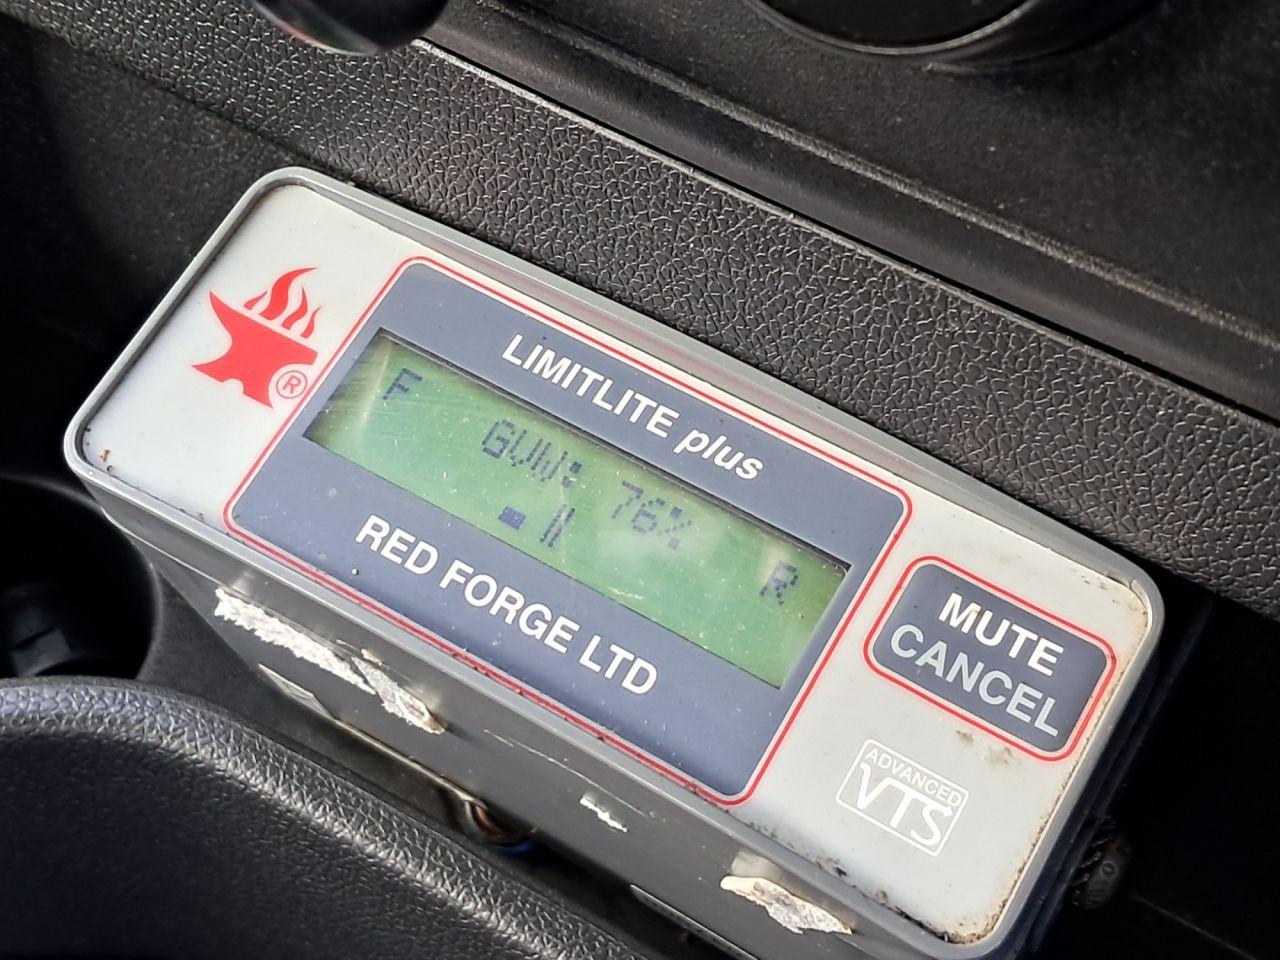 LIMITLITE plus
F
GVW: 76%
R
RED FORGE LTD
MUTE
CANCEL
ADVANCED
VTS
®